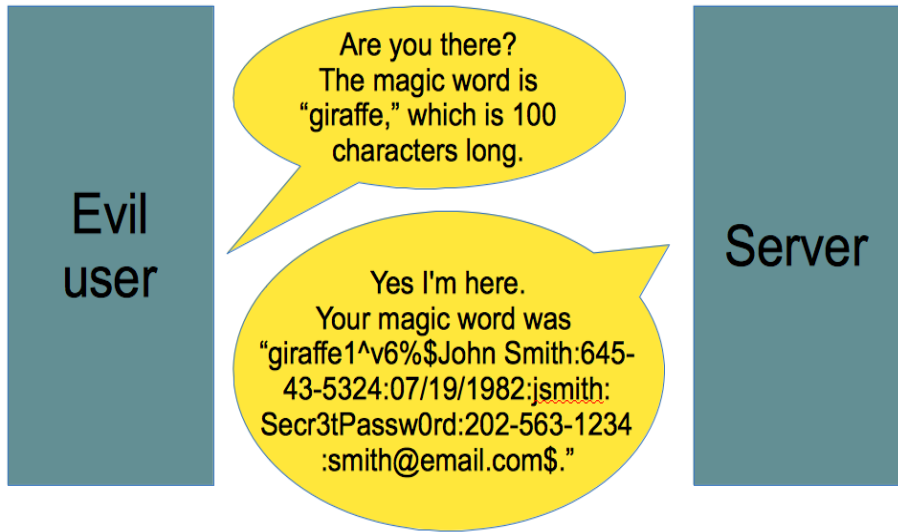 Evil
user
Are you there?
The magic word is
“giraffe,” which is 100
characters long.
Yes I'm here.
Your magic word was
“giraffe1^v6%$John Smith:645-
43-5324:07/19/1982:jsmith:
Secr3tPassw0rd:202-563-1234
:smith@email.com$.”
Server